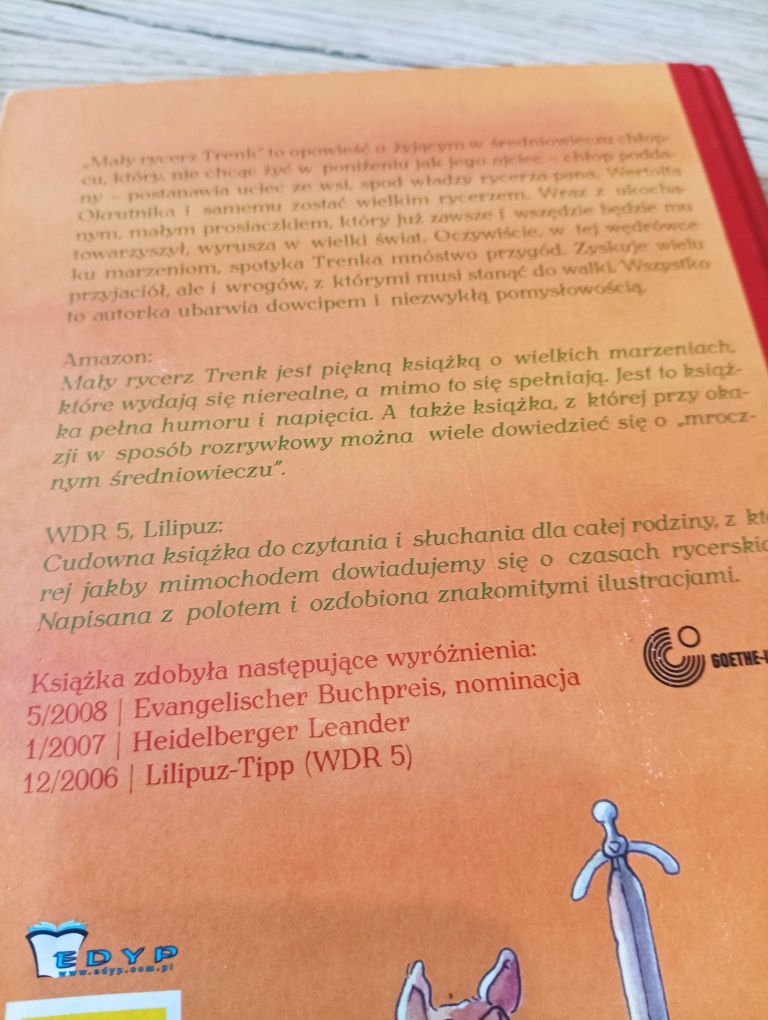 „Mały rycerz Trenk” to opowieść o żyjącym w średniowieczu chłop-
cu, który, nie chcąc żyć w poniżeniu jak jego ojciec – chłop podda-
ny – postanawia uciec ze wsi, spod władzy rycerza pana, Wertolta
Okrutnika i samemu zostać wielkim rycerzem. Wraz z ukocha-
nym, małym prosiaczkiem, który już zawsze i wszędzie będzie mu
towarzyszył, wyrusza w wielki świat. Oczywiście, w tej wędrówce
ku marzeniom, spotyka Trenka mnóstwo przygód. Zyskuje wielu
przyjaciół, ale i wrogów, z którymi musi stanąć do walki. Wszystko
to autorka ubarwia dowcipem i niezwykłą pomysłowością.
Amazon:
Mały rycerz Trenk jest piękną książką o wielkich marzeniach,
które wydają się nierealne, a mimo to się spełniają. Jest to książ-
ka pełna humoru i napięcia. A także książka, z której przy oka-
zji w sposób rozrywkowy można wiele dowiedzieć się o „mrocz-
nym średniowieczu”.
WDR 5, Lilipuz:
Cudowna książka do czytania i słuchania dla całej rodziny, z któ
rej jakby mimochodem dowiadujemy się o czasach rycerskic
Napisana z polotem i ozdobiona znakomitymi ilustracjami.
Książka zdobyła następujące wyróżnienia:
5/2008 | Evangelischer Buchpreis, nominacja
1/2007 | Heidelberger Leander
12/2006 | Lilipuz-Tipp (WDR 5)
GOETHE-I
EDYP
www.edyp.com.pl